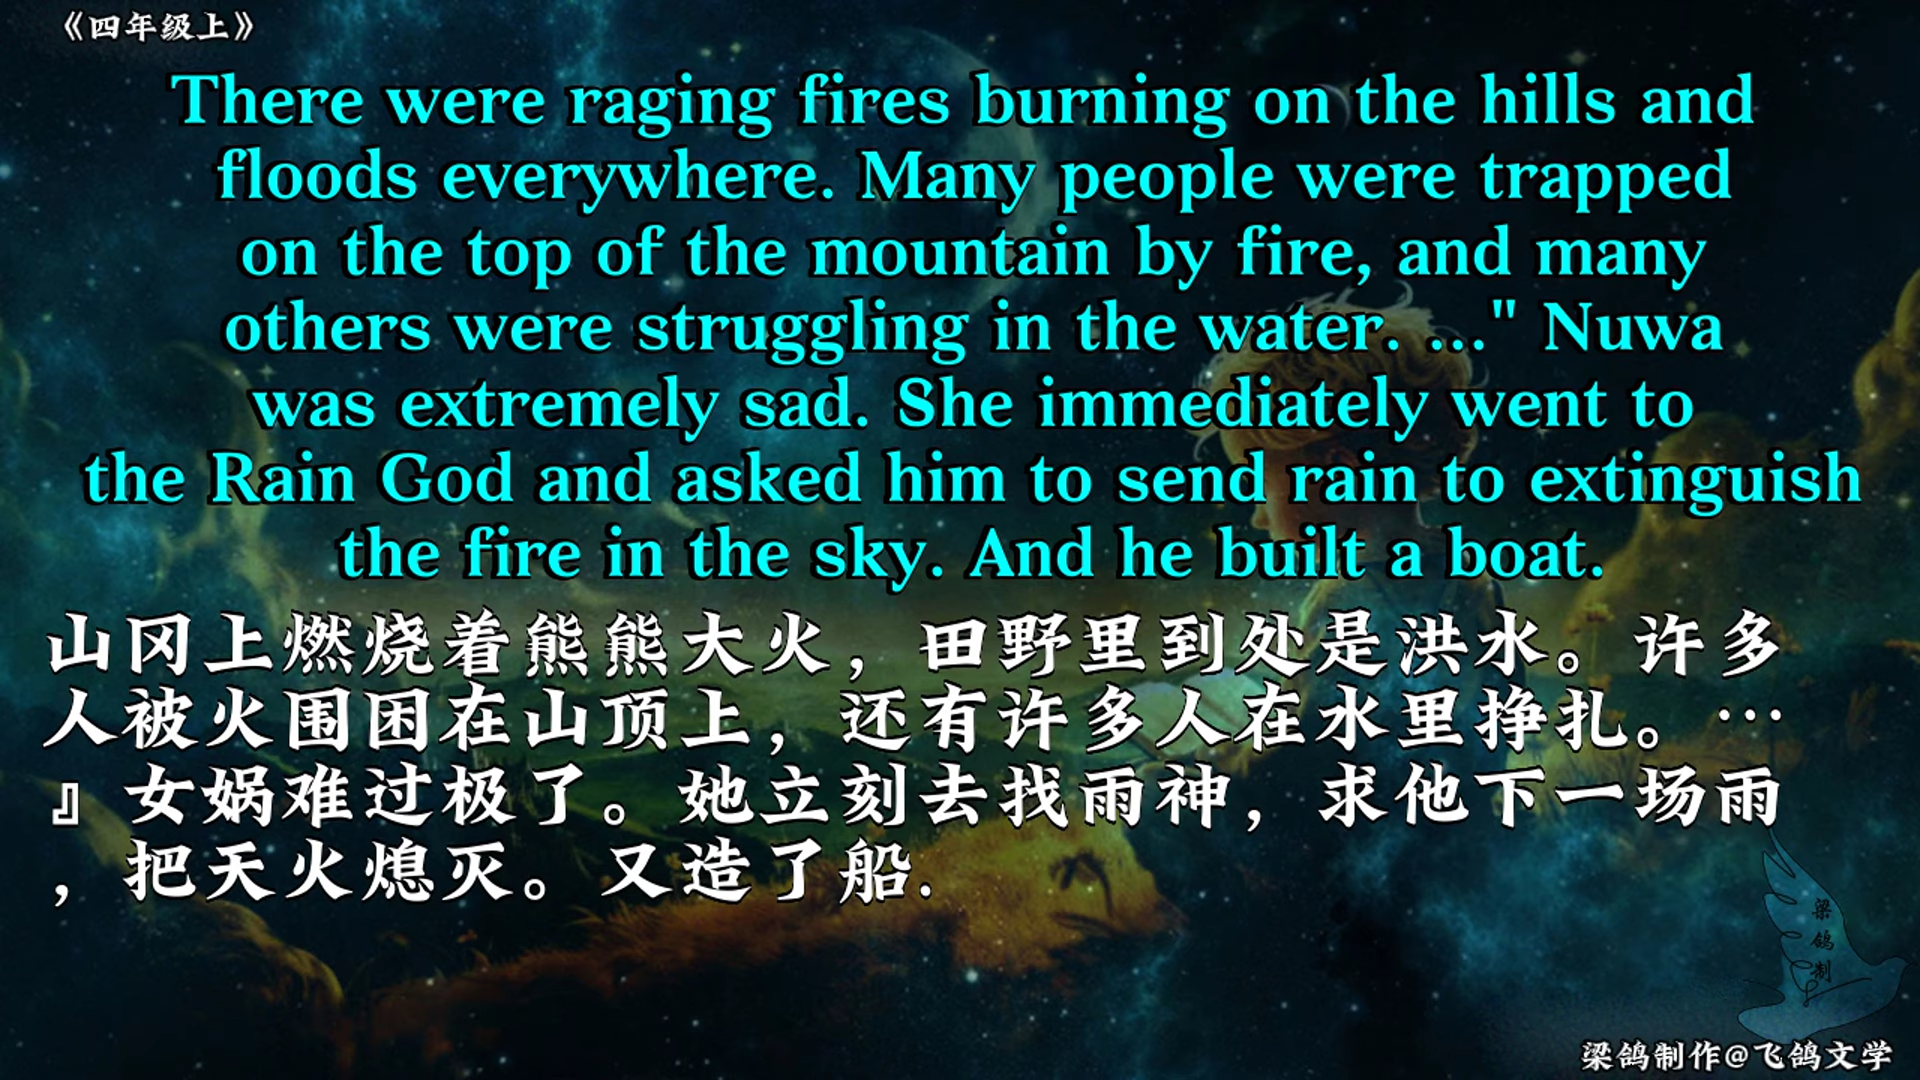 《四年级上》
There were raging fires burning on the hills and
floods everywhere. Many people were trapped
on the top of the mountain by fire, and many
others were struggling in the water. ..." Nuwa
was extremely sad. She immediately went to
the Rain God and asked him to send rain to extinguish
the fire in the sky. And he built a boat.
山冈上燃烧着熊熊大火，田野里到处是洪水。许多
人被火围困在山顶上，还有许多人在水里挣扎。…
』女娲难过极了。她立刻去找雨神，求他下一场雨
，把天火熄灭。又造了船.
梁
鸽
制
梁鸽制作@飞鸽文学